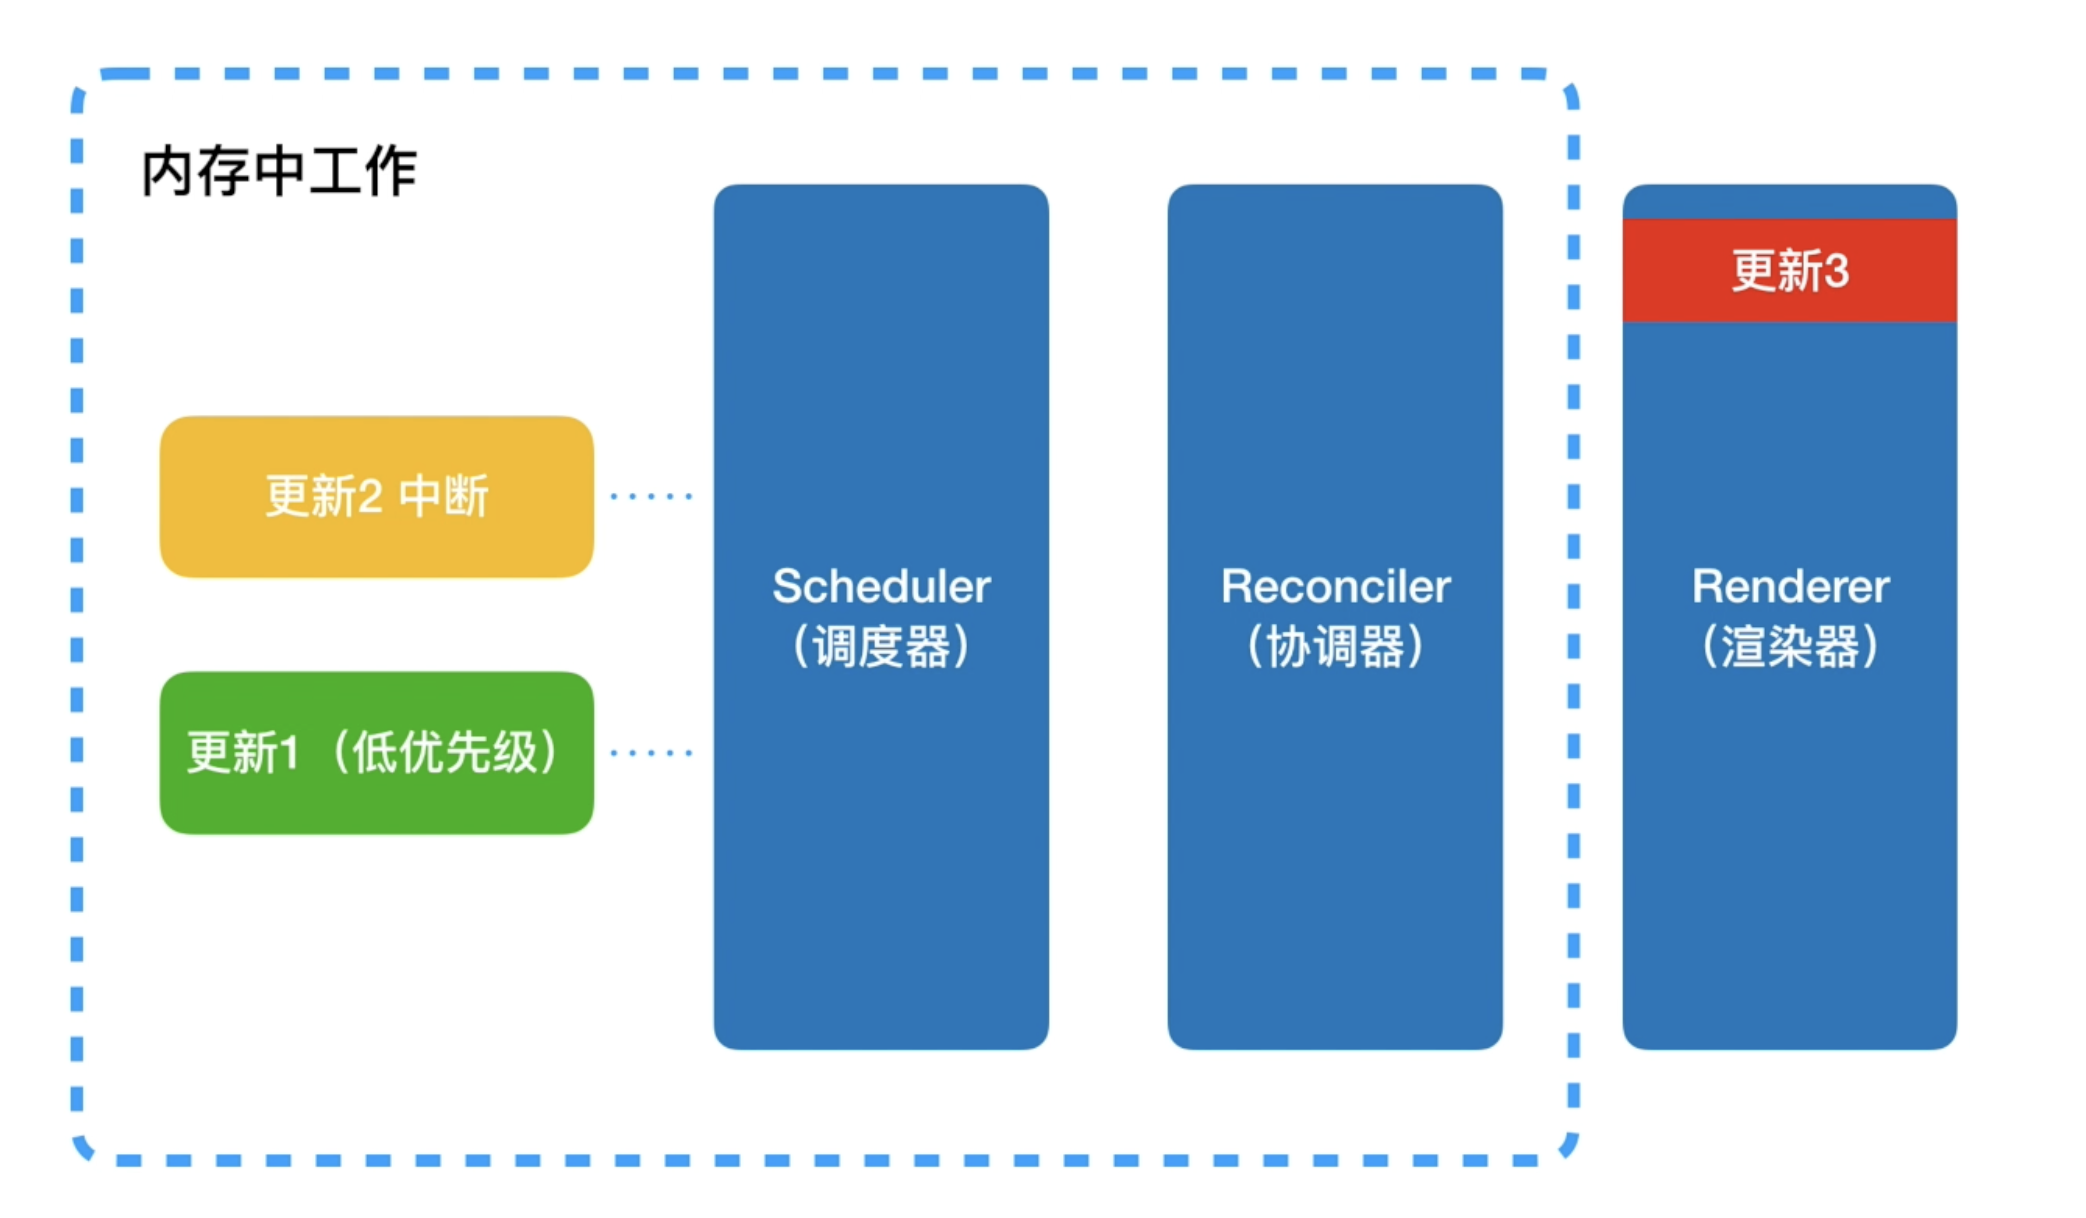 内存中工作
更新2 中断
更新1（低优先级）
Scheduler
（调度器）
Reconciler
（协调器）
更新3
Renderer
（渲染器）